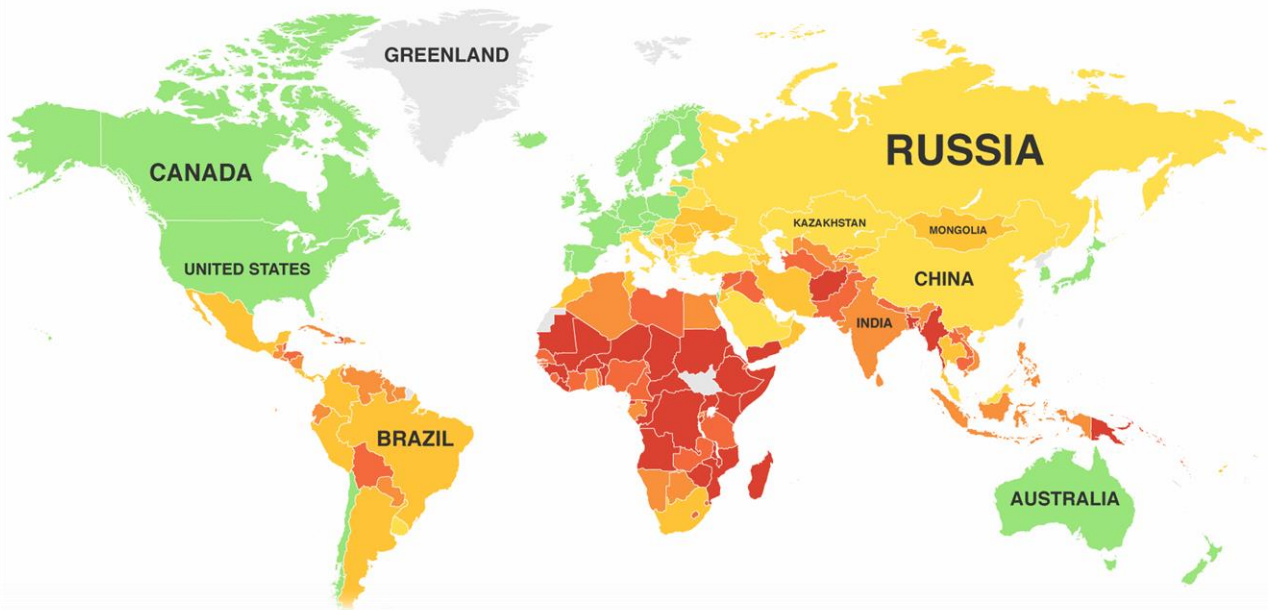 GREENLAND
CANADA
RUSSIA
KAZAKHSTAN
MONGOLIA
UNITED STATES
CHINA
INDIA
BRAZIL
AUSTRALIA